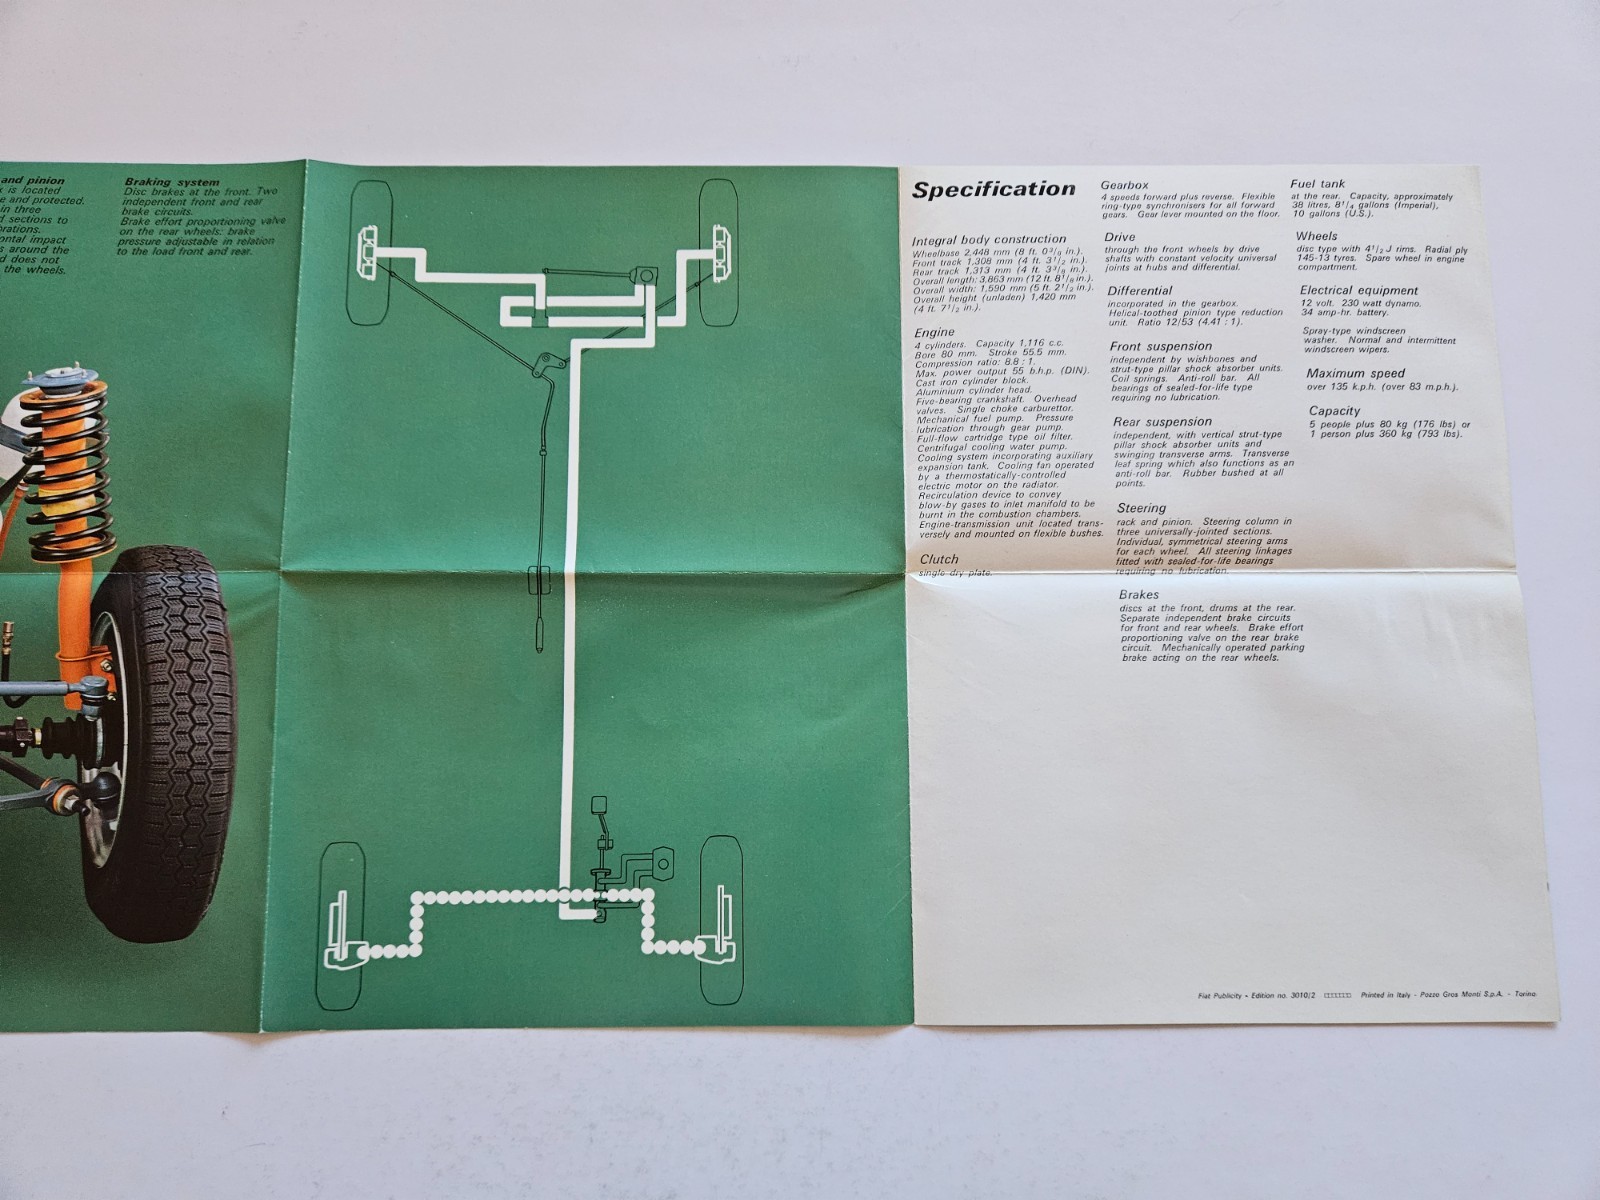 and pinion
is located
e and protected.
in three
d sections to
brations.
ontal impact
s around the
d does not
the wheels.
Braking system
Disc brakes at the front. Two
independent front and rear
brake circuits.
Brake effort proportioning valve
on the rear wheels: brake
pressure adjustable in relation
to the load front and rear.
Specification
Integral body construction
Wheelbase 2,448 mm (8 ft. 0³/₈ in.).
Front track 1,308 mm (4 ft. 3¹/₂ in.).
Rear track 1,313 mm (4 ft. 3³/₈ in.).
Overall length: 3,863 mm (12 ft. 8¹/₈ in.).
Overall width: 1,590 mm (5 ft. 2¹/₂ in.).
Overall height (unladen) 1,420 mm
(4 ft. 7¹/₂ in.).
Engine
4 cylinders. Capacity 1,116 c.c.
Bore 80 mm. Stroke 55.5 mm.
Compression ratio: 8.8 : 1.
Max. power output 55 b.h.p. (DIN).
Cast iron cylinder block.
Aluminium cylinder head.
Five-bearing crankshaft. Overhead
valves. Single choke carburettor.
Mechanical fuel pump. Pressure
lubrication through gear pump.
Full-flow cartridge type oil filter.
Centrifugal cooling water pump.
Cooling system incorporating auxiliary
expansion tank. Cooling fan operated
by a thermostatically-controlled
electric motor on the radiator.
Recirculation device to convey
blow-by gases to inlet manifold to be
burnt in the combustion chambers.
Engine-transmission unit located trans-
versely and mounted on flexible bushes.
Clutch
single dry plate.
Gearbox
4 speeds forward plus reverse. Flexible
ring-type synchronisers for all forward
gears. Gear lever mounted on the floor.
Drive
through the front wheels by drive
shafts with constant velocity universal
joints at hubs and differential.
Differential
incorporated in the gearbox.
Helical-toothed pinion type reduction
unit. Ratio 12/53 (4.41 : 1).
Front suspension
independent by wishbones and
strut-type pillar shock absorber units.
Coil springs. Anti-roll bar. All
bearings of sealed-for-life type
requiring no lubrication.
Rear suspension
independent, with vertical strut-type
pillar shock absorber units and
swinging transverse arms. Transverse
leaf spring which also functions as an
anti-roll bar. Rubber bushed at all
points.
Steering
rack and pinion. Steering column in
three universally-jointed sections.
Individual, symmetrical steering arms
for each wheel. All steering linkages
fitted with sealed-for-life bearings
requiring no lubrication.
Brakes
discs at the front, drums at the rear.
Separate independent brake circuits
for front and rear wheels. Brake effort
proportioning valve on the rear brake
circuit. Mechanically operated parking
brake acting on the rear wheels.
Fuel tank
at the rear. Capacity, approximately
38 litres, 8¹/₄ gallons (Imperial),
10 gallons (U.S.).
Wheels
disc type with 4¹/₂ J rims. Radial ply
145-13 tyres. Spare wheel in engine
compartment.
Electrical equipment
12 volt. 230 watt dynamo.
34 amp-hr. battery.
Spray-type windscreen
washer. Normal and intermittent
windscreen wipers.
Maximum speed
over 135 k.p.h. (over 83 m.p.h.).
Capacity
5 people plus 80 kg (176 lbs) or
1 person plus 360 kg (793 lbs).
Fiat Publicity - Edition no. 3010/2 Printed in Italy - Pozzo Gros Monti S.p.A. - Torino.